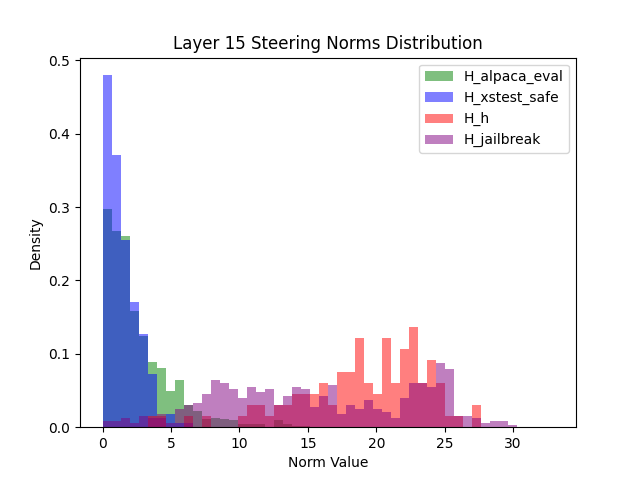 Layer 15 Steering Norms Distribution
H_alpaca_eval
H_xstest_safe
H_h
H_jailbreak
Density
0.5
0.4
0.3
0.2
0.1
0.0
0 5 10 15 20 25 30
Norm Value